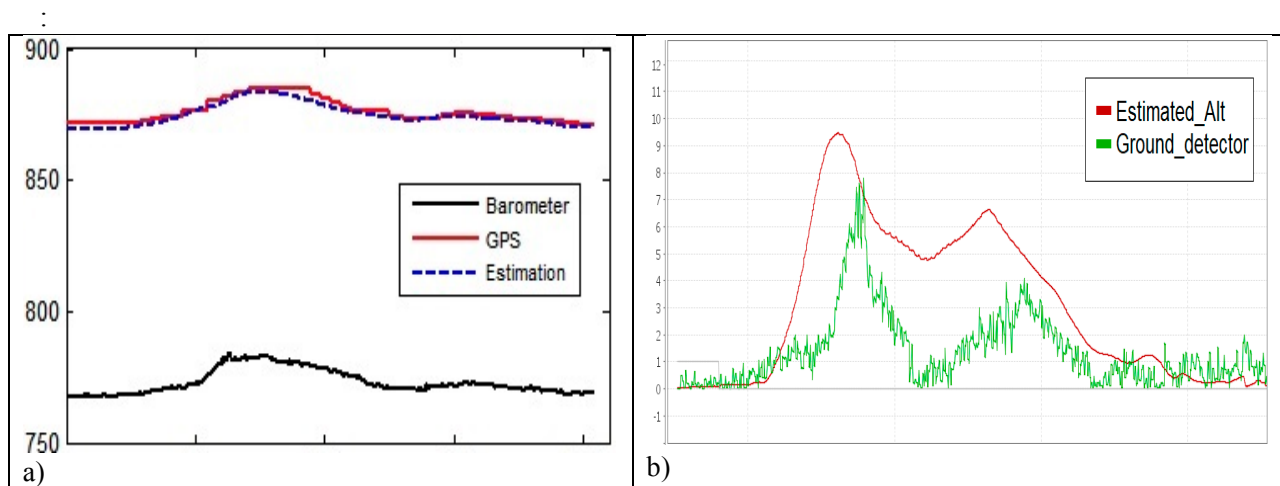 :
900
850
800
750
Barometer
GPS
Estimation
a)
12
11
10
9
8
7
6
5
4
3
2
1
0
-1
Estimated_Alt
Ground_detector
b)